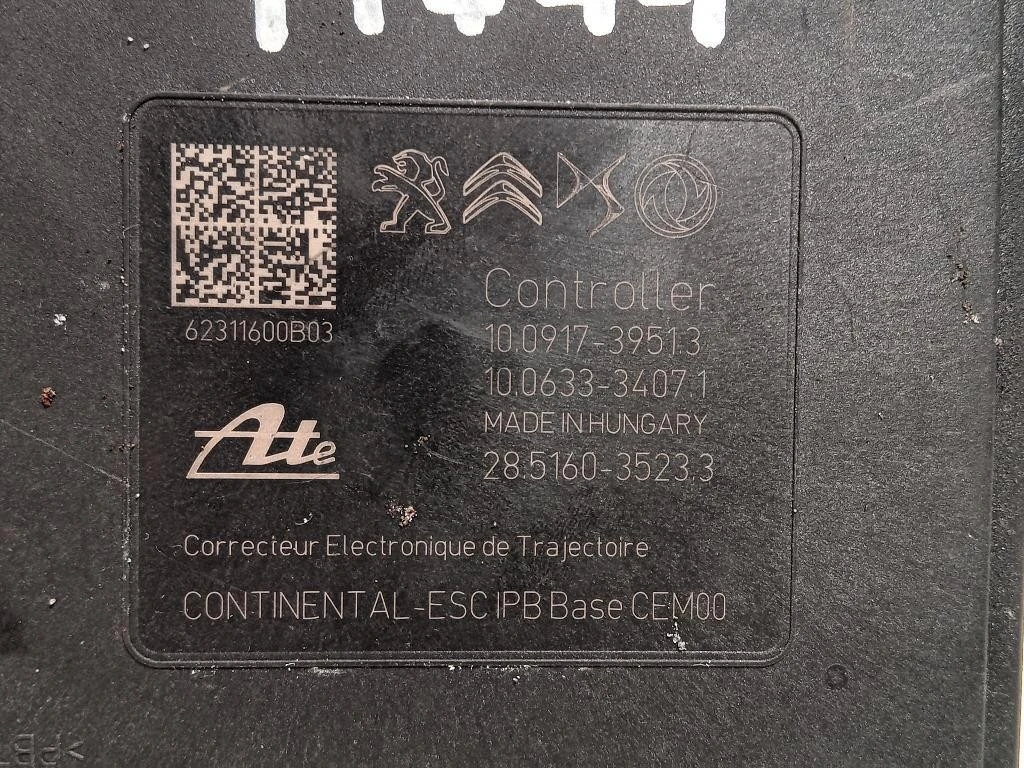 62311600B03
Controller
10.0917-3951.3
10.0633-3407.1
MADE IN HUNGARY
28.5160-3523.3
Ate
Correcteur Electronique de Trajectoire
CONTINENTAL-ESC IPB Base CEM00